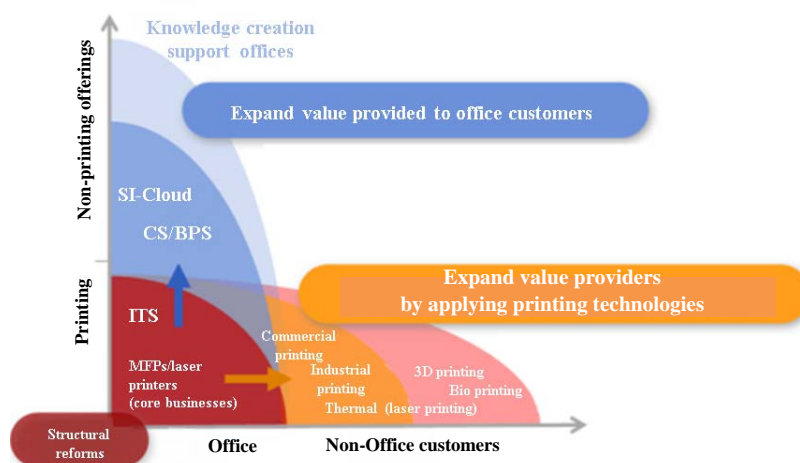 Knowledge creation
support offices
Expand value provided to office customers
Non-printing offerings
SI-Cloud
CS/BPS
Expand value providers
by applying printing technologies
Printing
ITS
Commercial
printing
MFPs/laser
printers
(core businesses)
Industrial
printing
3D printing
Bio printing
Thermal (laser printing)
Structural
reforms
Office
Non-Office customers